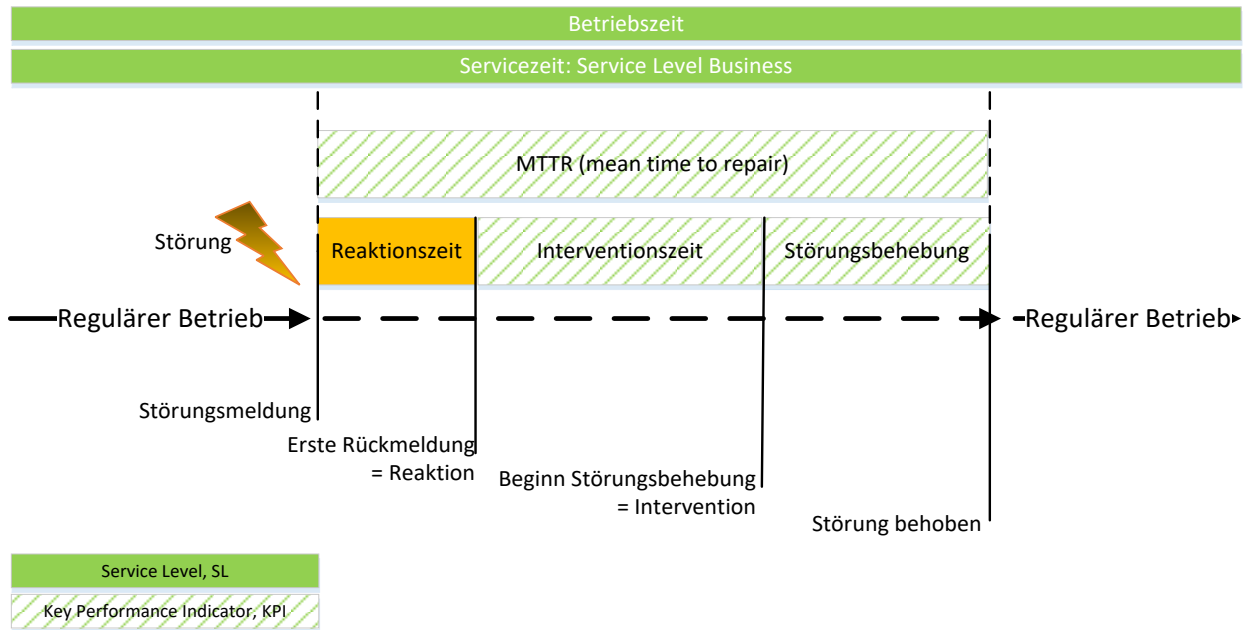 Betriebszeit
Servicezeit: Service Level Business
MTTR (mean time to repair)
Störung
Reaktionszeit
Interventionszeit
Störungsbehebung
Regulärer Betrieb
Regulärer Betrieb
Störungsmeldung
Erste Rückmeldung
= Reaktion
Beginn Störungsbehebung
= Intervention
Störung behoben
Service Level, SL
Key Performance Indicator, KPI